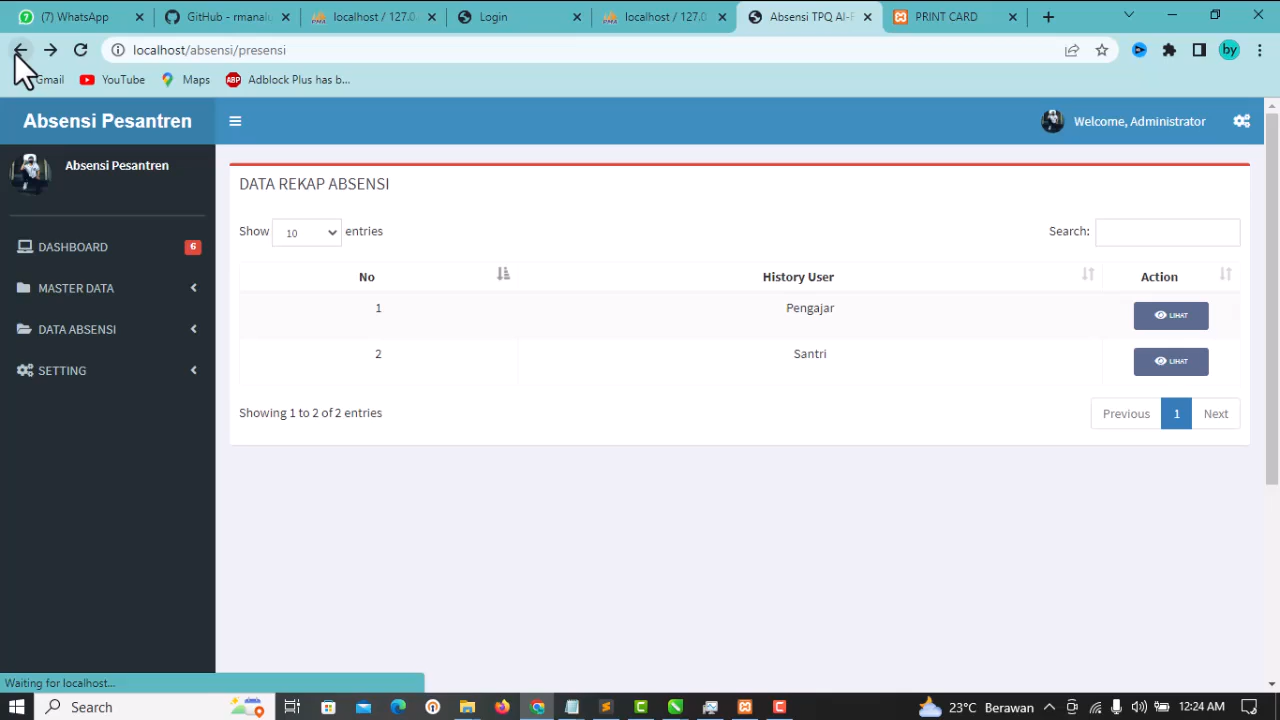 WhatsApp
GitHub - rmanalu
localhost / 127.0.
Login
localhost / 127.0.
Absensi TPQ Al-F
PRINT CARD
localhost/absensi/presensi
by
Gmail
YouTube
Maps
ABP
Adblock Plus has b...
Absensi Pesantren
Welcome, Administrator
Absensi Pesantren
DASHBOARD 6
MASTER DATA
DATA ABSENSI
SETTING
DATA REKAP ABSENSI
Show 10 entries
Search:
No History User Action
1 Pengajar LIHAT
2 Santri LIHAT
Showing 1 to 2 of 2 entries
Previous 1 Next
Waiting for localhost...
Search
23°C Berawan
12:24 AM